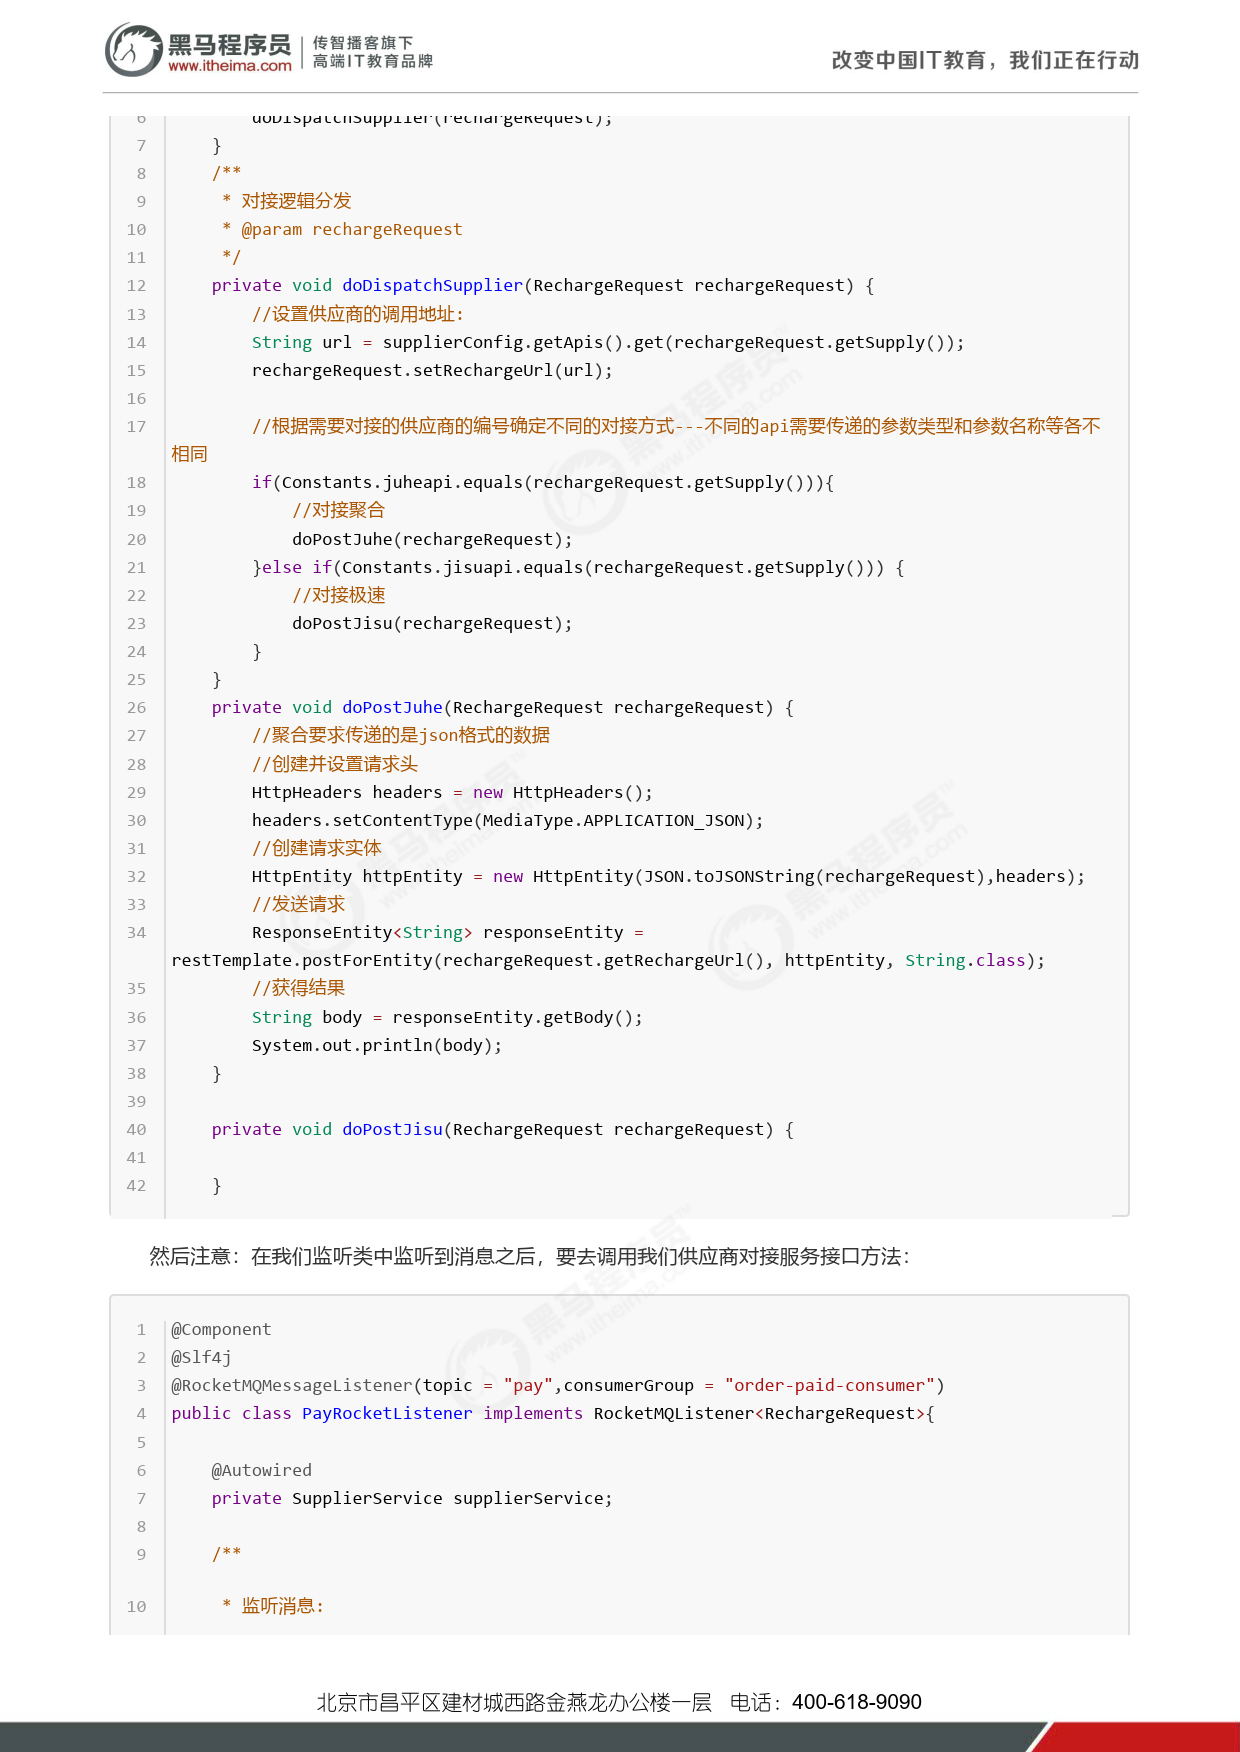 黑马程序员
www.itheima.com
传智播客旗下
高端IT教育品牌
改变中国IT教育，我们正在行动
6         doDispatchSupplier(rechargeRequest);
7     }
8     /**
9      * 对接逻辑分发
10      * @param rechargeRequest
11      */
12     private void doDispatchSupplier(RechargeRequest rechargeRequest) {
13         //设置供应商的调用地址:
14         String url = supplierConfig.getApis().get(rechargeRequest.getSupply());
15         rechargeRequest.setRechargeUrl(url);
16
17         //根据需要对接的供应商的编号确定不同的对接方式---不同的api需要传递的参数类型和参数名称等各不
相同
18         if(Constants.juheapi.equals(rechargeRequest.getSupply())){
19             //对接聚合
20             doPostJuhe(rechargeRequest);
21         }else if(Constants.jisuapi.equals(rechargeRequest.getSupply())) {
22             //对接极速
23             doPostJisu(rechargeRequest);
24         }
25     }
26     private void doPostJuhe(RechargeRequest rechargeRequest) {
27         //聚合要求传递的是json格式的数据
28         //创建并设置请求头
29         HttpHeaders headers = new HttpHeaders();
30         headers.setContentType(MediaType.APPLICATION_JSON);
31         //创建请求实体
32         HttpEntity httpEntity = new HttpEntity(JSON.toJSONString(rechargeRequest),headers);
33         //发送请求
34         ResponseEntity<String> responseEntity =
restTemplate.postForEntity(rechargeRequest.getRechargeUrl(), httpEntity, String.class);
35         //获得结果
36         String body = responseEntity.getBody();
37         System.out.println(body);
38     }
39
40     private void doPostJisu(RechargeRequest rechargeRequest) {
41
42     }
然后注意：在我们监听类中监听到消息之后，要去调用我们供应商对接服务接口方法：
1 @Component
2 @Slf4j
3 @RocketMQMessageListener(topic = "pay",consumerGroup = "order-paid-consumer")
4 public class PayRocketListener implements RocketMQListener<RechargeRequest>{
5
6     @Autowired
7     private SupplierService supplierService;
8
9     /**
10      * 监听消息:
北京市昌平区建材城西路金燕龙办公楼一层   电话：400-618-9090